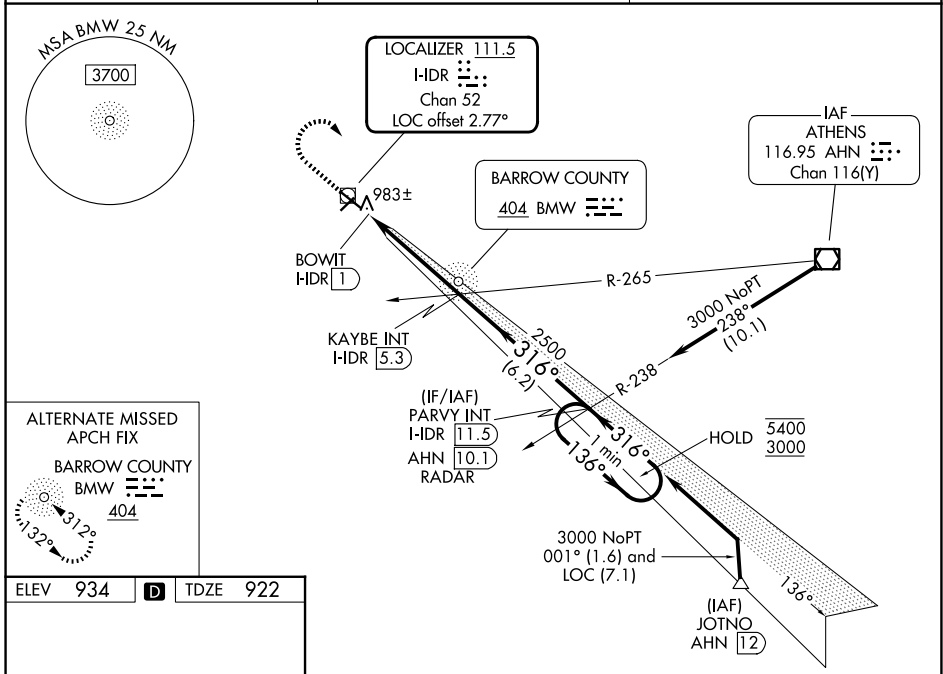 MSA BMW 25 NM
3700
LOCALIZER 111.5
I-IDR
Chan 52
LOC offset 2.77°
IAF
ATHENS
116.95 AHN
Chan 116(Y)
BARROW COUNTY
404 BMW
983±
BOWIT
I-IDR 1
R-265
3000 NoPT
238°
(10.1)
KAYBE INT
I-IDR 5.3
2500
316°
(6.2)
R-238
(IF/IAF)
PARVY INT
I-IDR 11.5
AHN 10.1
RADAR
316°
1 min
136°
HOLD
5400
3000
3000 NoPT
001° (1.6) and
LOC (7.1)
136°
(IAF)
JOTNO
AHN 12
ALTERNATE MISSED
APCH FIX
BARROW COUNTY
BMW
404
312°
132°
ELEV 934 D TDZE 922